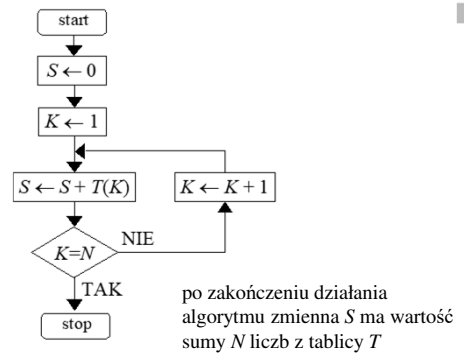 start
S ← 0
K ← 1
S ← S + T(K)
K ← K + 1
K=N
NIE
TAK
stop
po zakończeniu działania
algorytmu zmienna S ma wartość
sumy N liczb z tablicy T